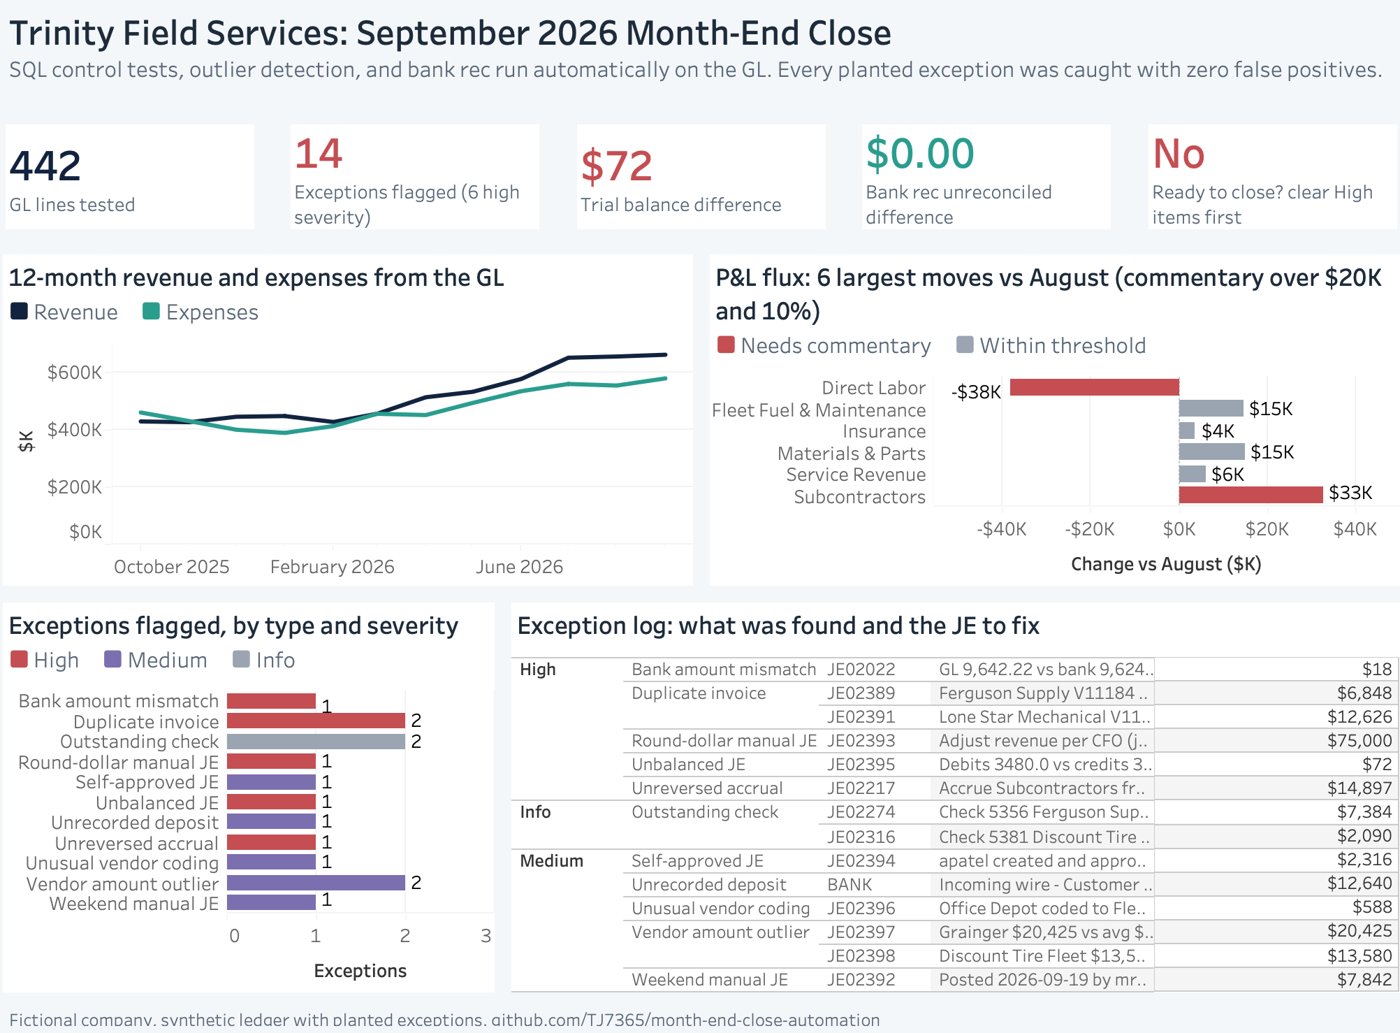 Trinity Field Services: September 2026 Month-End Close
SQL control tests, outlier detection, and bank rec run automatically on the GL. Every planted exception was caught with zero false positives.
442
GL lines tested
14
Exceptions flagged (6 high
severity)
$72
Trial balance difference
$0.00
Bank rec unreconciled
difference
No
Ready to close? clear High
items first
12-month revenue and expenses from the GL
Revenue Expenses
$600K
$400K
$200K
$0K
$K
October 2025 February 2026 June 2026
P&L flux: 6 largest moves vs August (commentary over $20K
and 10%)
Needs commentary Within threshold
Direct Labor -$38K
Fleet Fuel & Maintenance $15K
Insurance $4K
Materials & Parts $15K
Service Revenue $6K
Subcontractors $33K
-$40K -$20K $0K $20K $40K
Change vs August ($K)
Exceptions flagged, by type and severity
High Medium Info
Bank amount mismatch 1
Duplicate invoice 2
Outstanding check 2
Round-dollar manual JE 1
Self-approved JE 1
Unbalanced JE 1
Unrecorded deposit 1
Unreversed accrual 1
Unusual vendor coding 1
Vendor amount outlier 2
Weekend manual JE 1
0 1 2 3
Exceptions
Exception log: what was found and the JE to fix
High Bank amount mismatch JE02022 GL 9,642.22 vs bank 9,624.. $18
Duplicate invoice JE02389 Ferguson Supply V11184 .. $6,848
JE02391 Lone Star Mechanical V11.. $12,626
Round-dollar manual JE JE02393 Adjust revenue per CFO (j.. $75,000
Unbalanced JE JE02395 Debits 3480.0 vs credits 3.. $72
Unreversed accrual JE02217 Accrue Subcontractors fr.. $14,897
Info Outstanding check JE02274 Check 5356 Ferguson Sup.. $7,384
JE02316 Check 5381 Discount Tire .. $2,090
Medium Self-approved JE JE02394 apatel created and appro.. $2,316
Unrecorded deposit BANK Incoming wire - Customer .. $12,640
Unusual vendor coding JE02396 Office Depot coded to Fle.. $588
Vendor amount outlier JE02397 Grainger $20,425 vs avg $.. $20,425
JE02398 Discount Tire Fleet $13,5.. $13,580
Weekend manual JE JE02392 Posted 2026-09-19 by mr.. $7,842
Fictional company, synthetic ledger with planted exceptions. github.com/TJ7365/month-end-close-automation